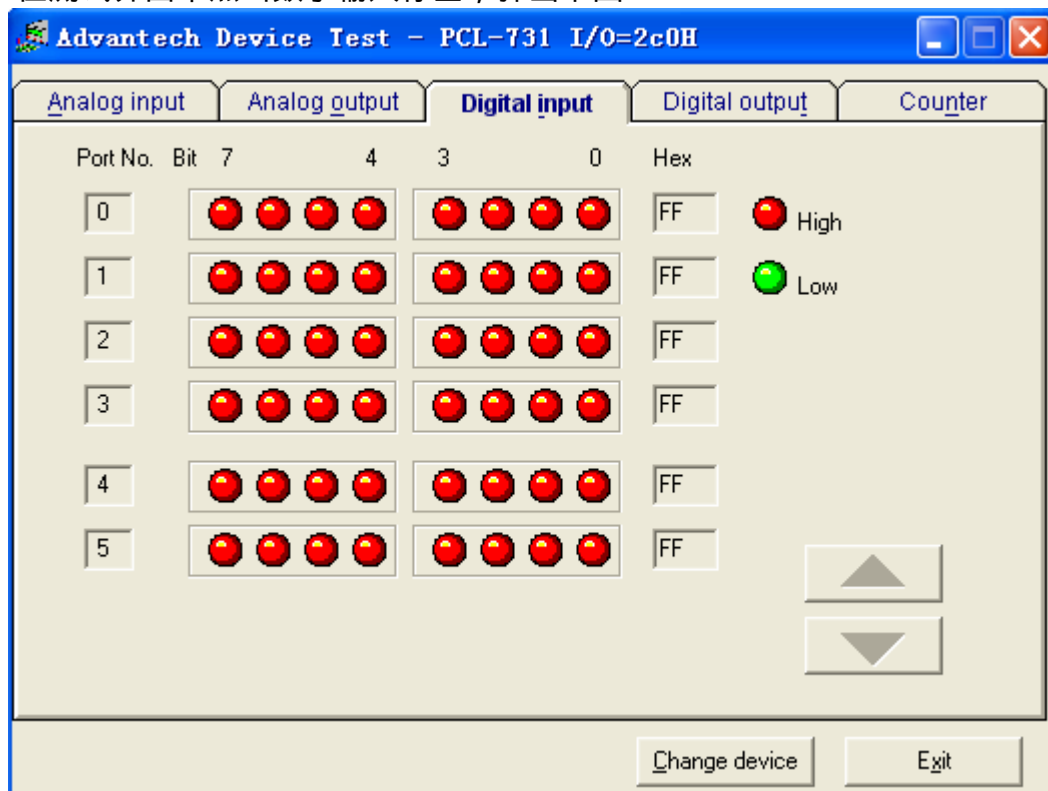 Advantech Device Test - PCL-731 I/O=2c0H
Analog input Analog output Digital input Digital output Counter
Port No. Bit 7 4 3 0 Hex
0 FF High
1 FF Low
2 FF
3 FF
4 FF
5 FF
Change device Exit